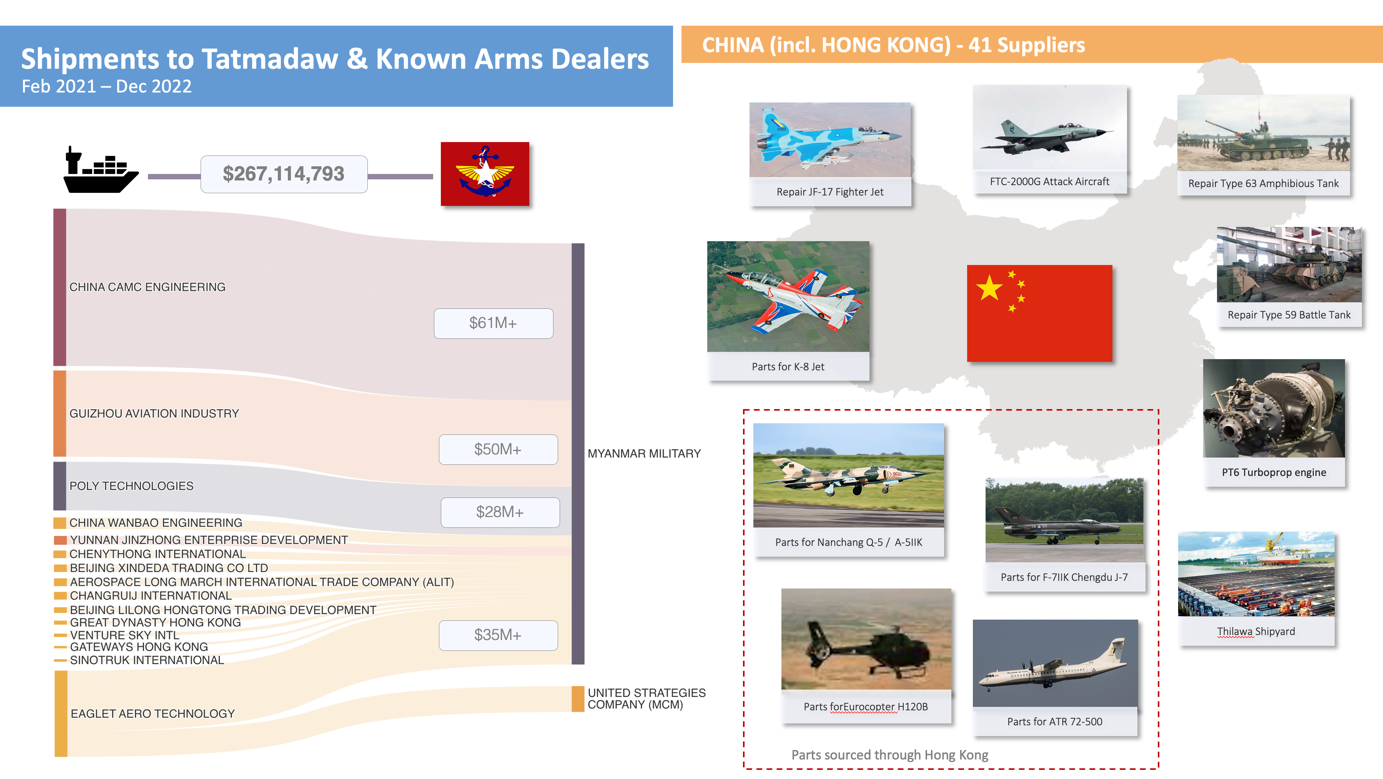 Shipments to Tatmadaw & Known Arms Dealers
Feb 2021 – Dec 2022
$267,114,793
CHINA CAMC ENGINEERING
$61M+
GUIZHOU AVIATION INDUSTRY
$50M+
MYANMAR MILITARY
POLY TECHNOLOGIES
$28M+
CHINA WANBAO ENGINEERING
YUNNAN JINZHONG ENTERPRISE DEVELOPMENT
CHENYTHONG INTERNATIONAL
BEIJING XINDEDA TRADING CO LTD
AEROSPACE LONG MARCH INTERNATIONAL TRADE COMPANY (ALIT)
CHANGRUIJ INTERNATIONAL
BEIJING LILONG HONGTONG TRADING DEVELOPMENT
GREAT DYNASTY HONG KONG
VENTURE SKY INTL
$35M+
GATEWAYS HONG KONG
SINOTRUK INTERNATIONAL
EAGLET AERO TECHNOLOGY
UNITED STRATEGIES
COMPANY (MCM)
CHINA (incl. HONG KONG) - 41 Suppliers
Repair JF-17 Fighter Jet
FTC-2000G Attack Aircraft
Repair Type 63 Amphibious Tank
Repair Type 59 Battle Tank
Parts for K-8 Jet
PT6 Turboprop engine
Parts for Nanchang Q-5 / A-5IIK
Parts for F-7IIK Chengdu J-7
Thilawa Shipyard
Parts forEurocopter H120B
Parts for ATR 72-500
Parts sourced through Hong Kong